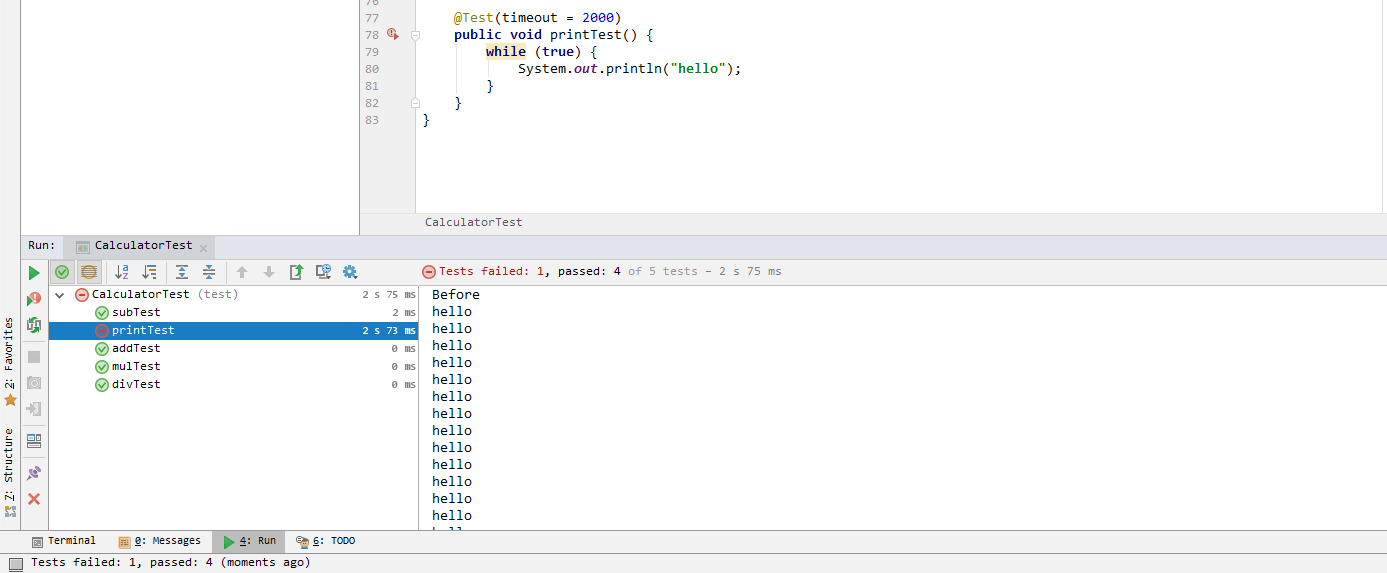 76
77 @Test(timeout = 2000)
78 public void printTest() {
79 while (true) {
80 System.out.println("hello");
81 }
82 }
83 }
CalculatorTest
Run: CalculatorTest
Tests failed: 1, passed: 4 of 5 tests – 2 s 75 ms
CalculatorTest (test) 2 s 75 ms
subTest 2 ms
printTest 2 s 73 ms
addTest 0 ms
mulTest 0 ms
divTest 0 ms
Before
hello
hello
hello
hello
hello
hello
hello
hello
hello
hello
hello
hello
hello
hello
2: Favorites
Z: Structure
Terminal 0: Messages 4: Run 6: TODO
Tests failed: 1, passed: 4 (moments ago)